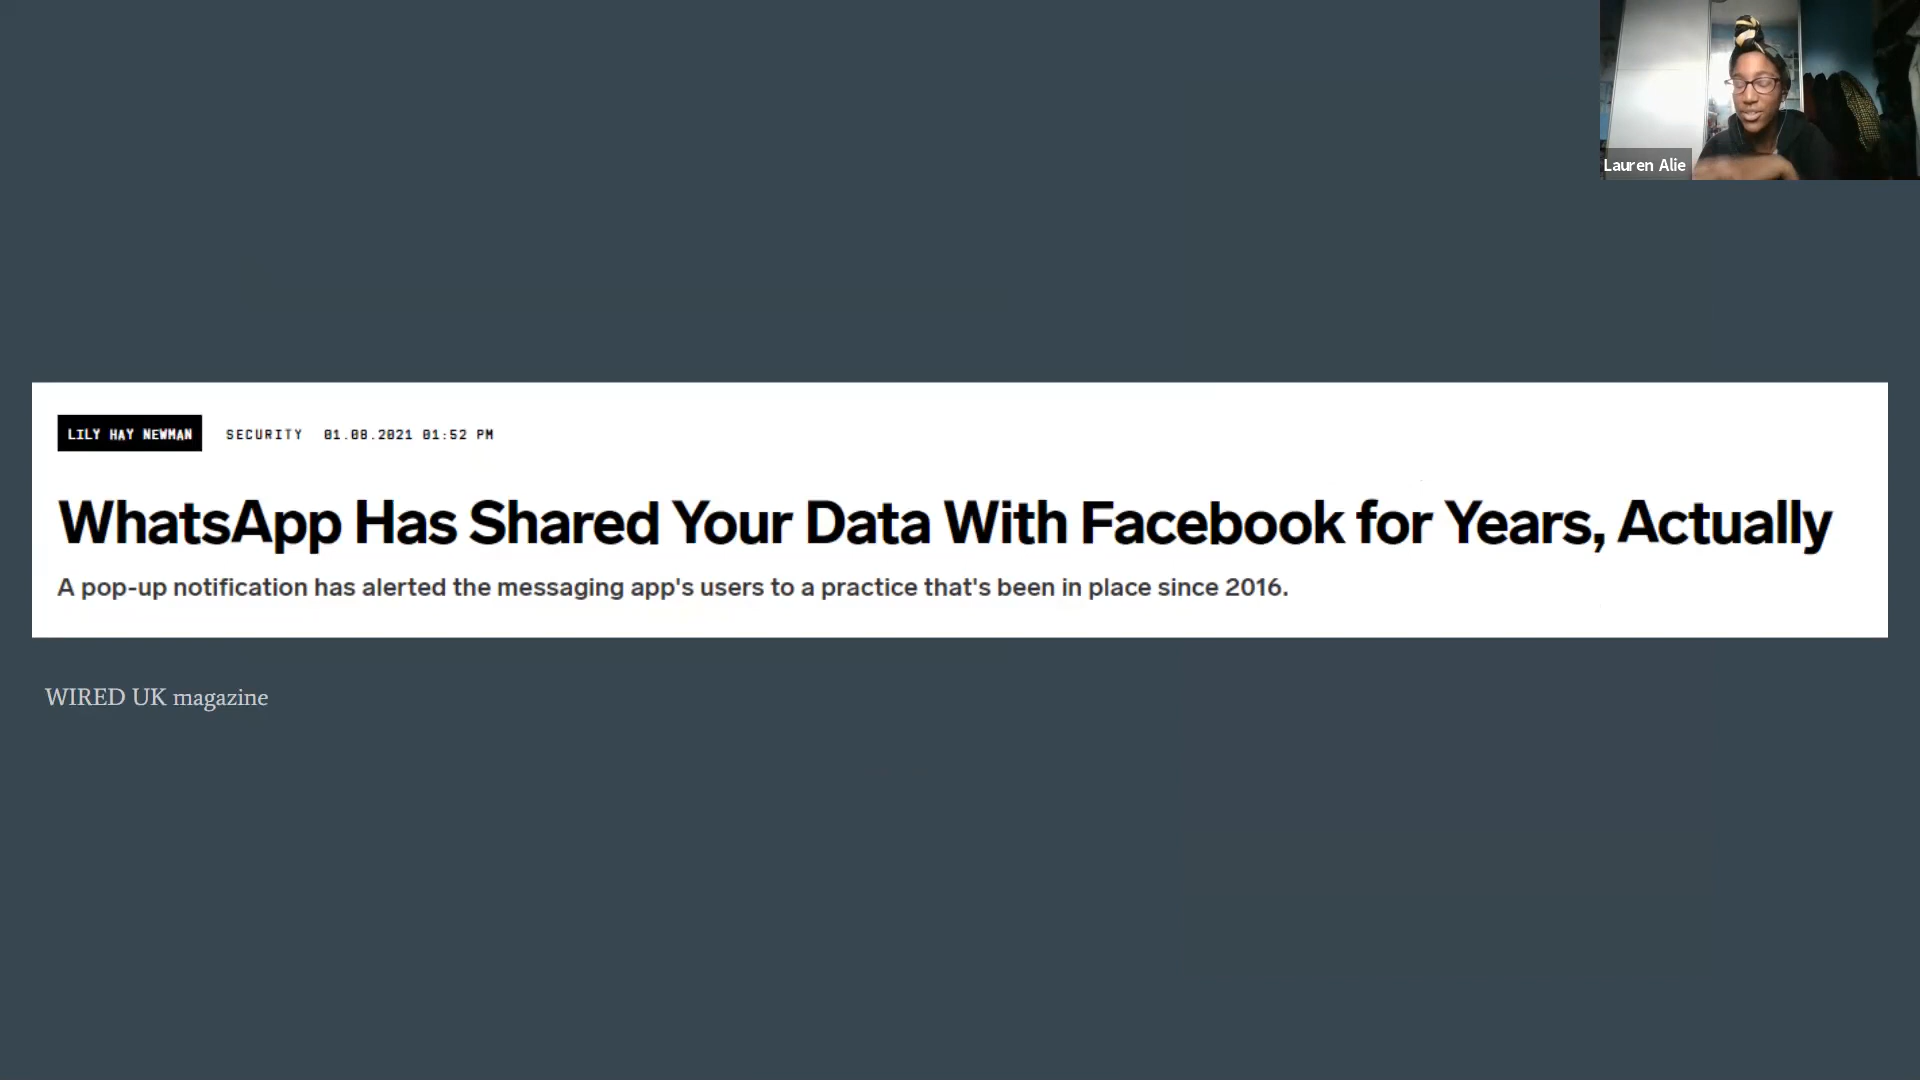 Lauren Alie
LILY HAY NEWMAN SECURITY 01.08.2021 01:52 PM
WhatsApp Has Shared Your Data With Facebook for Years, Actually
A pop-up notification has alerted the messaging app's users to a practice that's been in place since 2016.
WIRED UK magazine